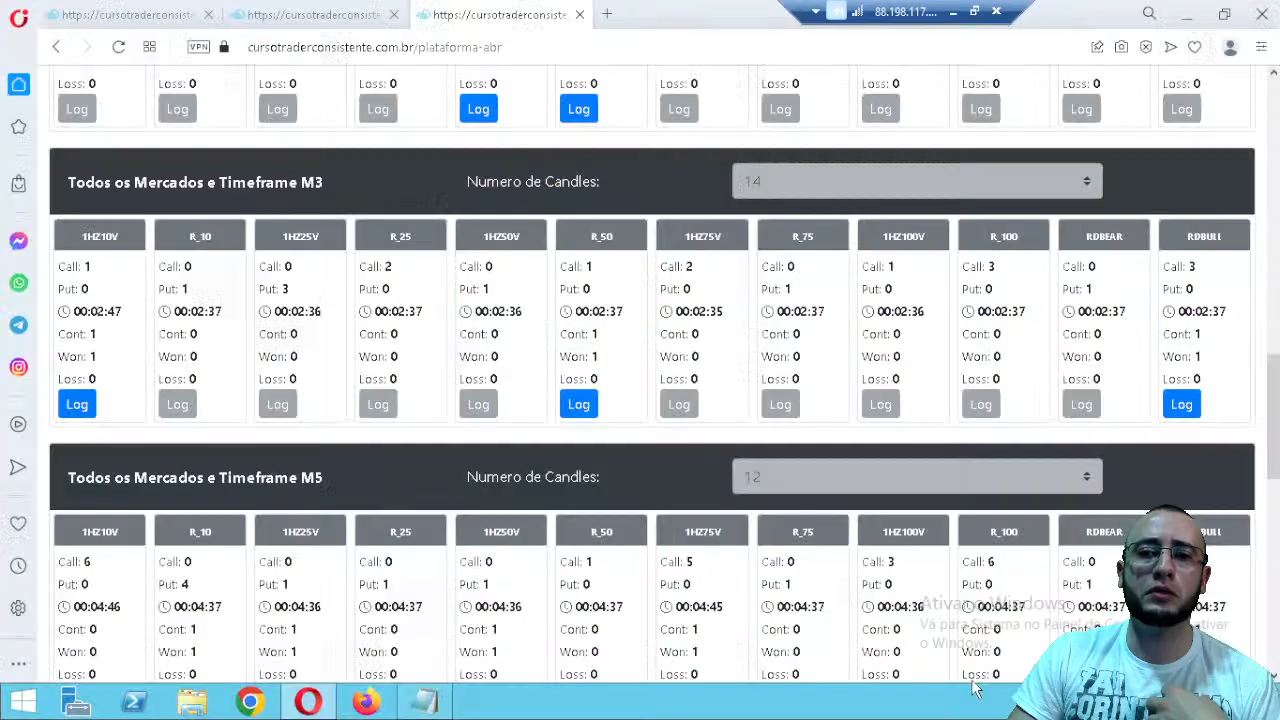 https://cursotraderconsiste
https://cursotraderconsiste
https://cursotraderconsiste
88.198.117....
VPN
cursotraderconsistente.com.br/plataforma-abr
Loss: 0 Loss: 0 Loss: 0 Loss: 0 Loss: 0 Loss: 0 Loss: 0 Loss: 0 Loss: 0 Loss: 0 Loss: 0 Loss: 0
Log Log Log Log Log Log Log Log Log Log Log Log
Todos os Mercados e Timeframe M3 Numero de Candles: 14
1HZ10V R_10 1HZ25V R_25 1HZ50V R_50 1HZ75V R_75 1HZ100V R_100 RDBEAR RDBULL
Call: 1 Call: 0 Call: 0 Call: 2 Call: 0 Call: 1 Call: 2 Call: 0 Call: 1 Call: 3 Call: 0 Call: 3
Put: 0 Put: 1 Put: 3 Put: 0 Put: 1 Put: 0 Put: 0 Put: 1 Put: 0 Put: 0 Put: 1 Put: 0
00:02:47 00:02:37 00:02:36 00:02:37 00:02:36 00:02:37 00:02:35 00:02:37 00:02:36 00:02:37 00:02:37 00:02:37
Cont: 1 Cont: 0 Cont: 0 Cont: 0 Cont: 0 Cont: 1 Cont: 0 Cont: 0 Cont: 0 Cont: 0 Cont: 0 Cont: 1
Won: 1 Won: 0 Won: 0 Won: 0 Won: 0 Won: 1 Won: 0 Won: 0 Won: 0 Won: 0 Won: 0 Won: 1
Loss: 0 Loss: 0 Loss: 0 Loss: 0 Loss: 0 Loss: 0 Loss: 0 Loss: 0 Loss: 0 Loss: 0 Loss: 0 Loss: 0
Log Log Log Log Log Log Log Log Log Log Log Log
Todos os Mercados e Timeframe M5 Numero de Candles: 12
1HZ10V R_10 1HZ25V R_25 1HZ50V R_50 1HZ75V R_75 1HZ100V R_100 RDBEAR
Call: 6 Call: 0 Call: 0 Call: 0 Call: 0 Call: 1 Call: 5 Call: 0 Call: 3 Call: 6 Call: 0
Put: 0 Put: 4 Put: 1 Put: 1 Put: 1 Put: 0 Put: 0 Put: 1 Put: 0 Put: 0 Put: 1
00:04:46 00:04:37 00:04:36 00:04:37 00:04:36 00:04:37 00:04:45 00:04:37 00:04:36 00:04:37
Cont: 0 Cont: 1 Cont: 1 Cont: 0 Cont: 1 Cont: 0 Cont: 1 Cont: 0 Cont: 0 Cont: 0
Won: 0 Won: 1 Won: 1 Won: 0 Won: 1 Won: 0 Won: 1 Won: 0 Won: 0 Won: 0
Loss: 0 Loss: 0 Loss: 0 Loss: 0 Loss: 0 Loss: 0 Loss: 0 Loss: 0 Loss: 0 Loss: 0
Ativar o Windows
Vá para Sistema no Painel de
o Windows.